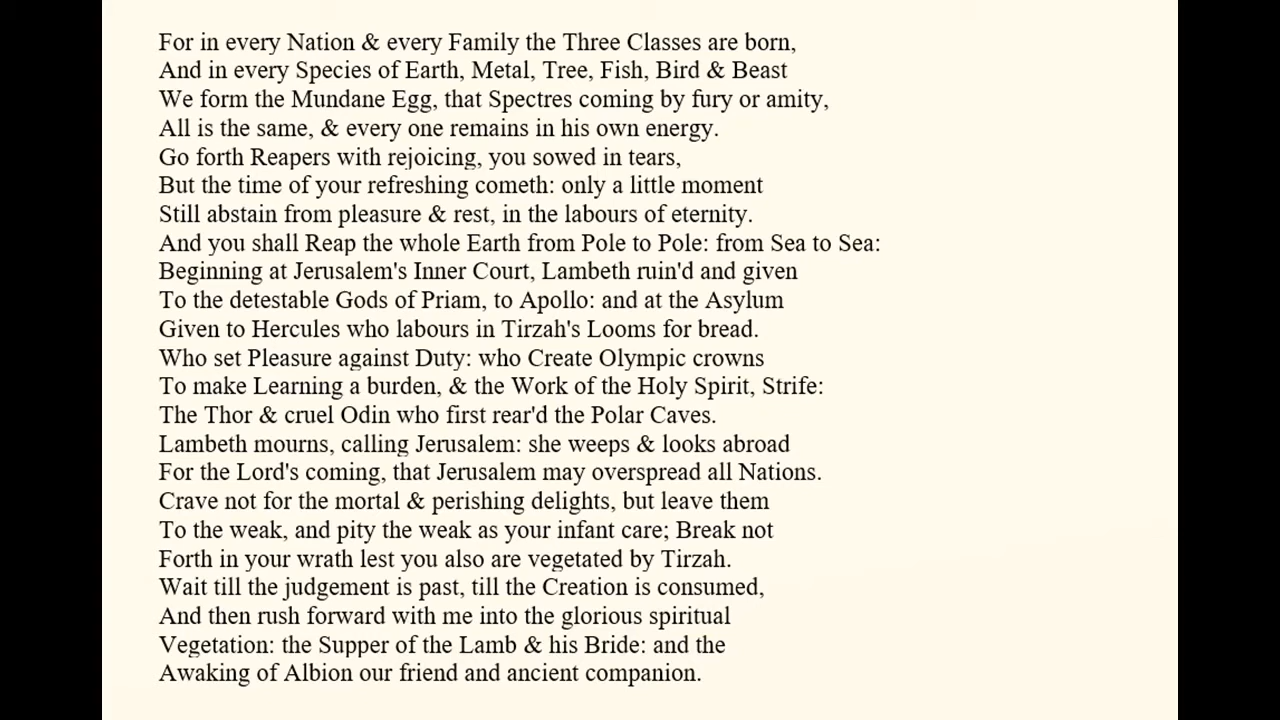 For in every Nation & every Family the Three Classes are born,
And in every Species of Earth, Metal, Tree, Fish, Bird & Beast
We form the Mundane Egg, that Spectres coming by fury or amity,
All is the same, & every one remains in his own energy.
Go forth Reapers with rejoicing, you sowed in tears,
But the time of your refreshing cometh: only a little moment
Still abstain from pleasure & rest, in the labours of eternity.
And you shall Reap the whole Earth from Pole to Pole: from Sea to Sea:
Beginning at Jerusalem's Inner Court, Lambeth ruin'd and given
To the detestable Gods of Priam, to Apollo: and at the Asylum
Given to Hercules who labours in Tirzah's Looms for bread.
Who set Pleasure against Duty: who Create Olympic crowns
To make Learning a burden, & the Work of the Holy Spirit, Strife:
The Thor & cruel Odin who first rear'd the Polar Caves.
Lambeth mourns, calling Jerusalem: she weeps & looks abroad
For the Lord's coming, that Jerusalem may overspread all Nations.
Crave not for the mortal & perishing delights, but leave them
To the weak, and pity the weak as your infant care; Break not
Forth in your wrath lest you also are vegetated by Tirzah.
Wait till the judgement is past, till the Creation is consumed,
And then rush forward with me into the glorious spiritual
Vegetation: the Supper of the Lamb & his Bride: and the
Awaking of Albion our friend and ancient companion.